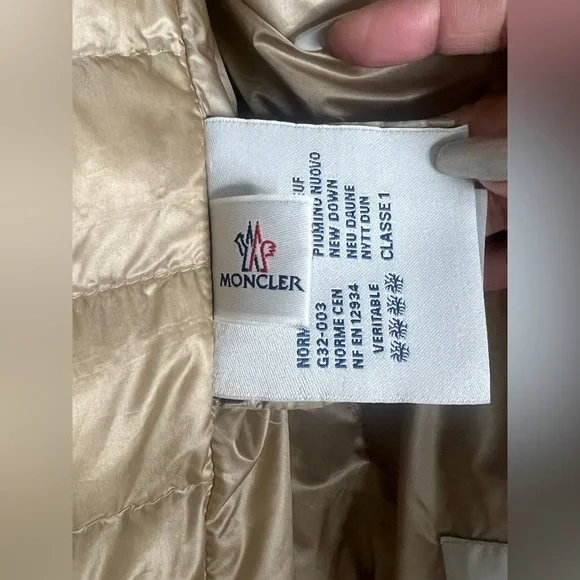 MONCLER
UF
PIUMINO NUOVO
NEW DOWN
NEU DAUNE
NYTT DUN
CLASSE 1
NORM
G32-003
NORME CEN
NF EN 12934
VERITABLE